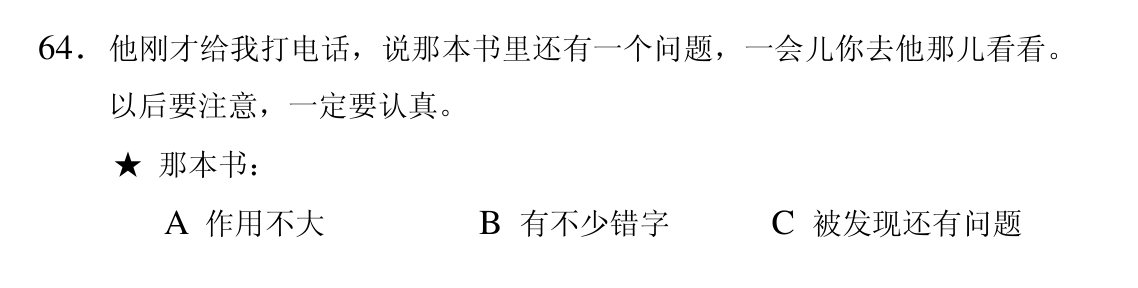 64. 他刚才给我打电话，说那本书里还有一个问题，一会儿你去他那儿看看。
以后要注意，一定要认真。
★ 那本书：
A 作用不大 B 有不少错字 C 被发现还有问题